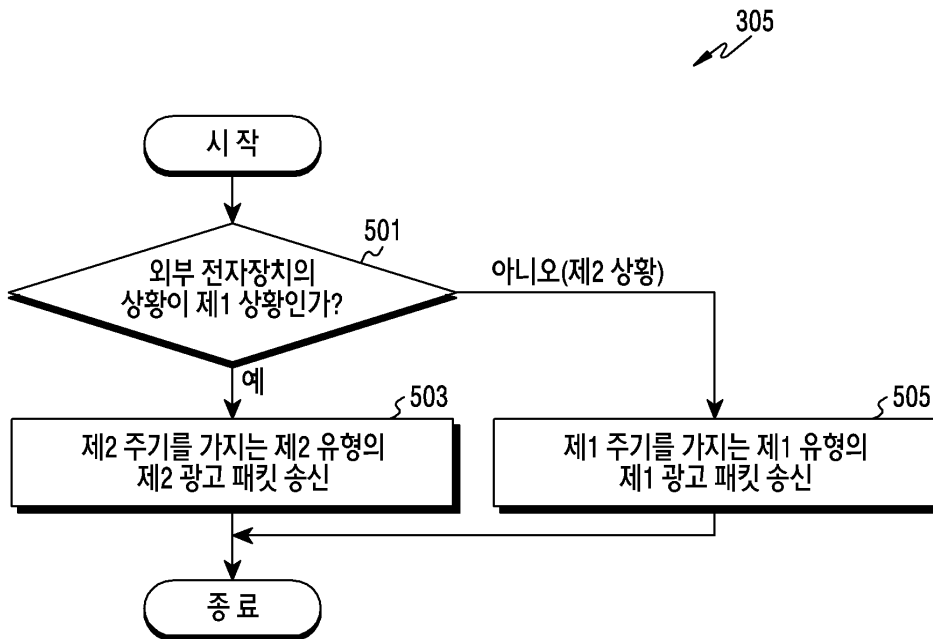 305
시 작
501
외부 전자장치의
상황이 제1 상황인가?
아니오(제2 상황)
예
503
제2 주기를 가지는 제2 유형의
제2 광고 패킷 송신
505
제1 주기를 가지는 제1 유형의
제1 광고 패킷 송신
종 료